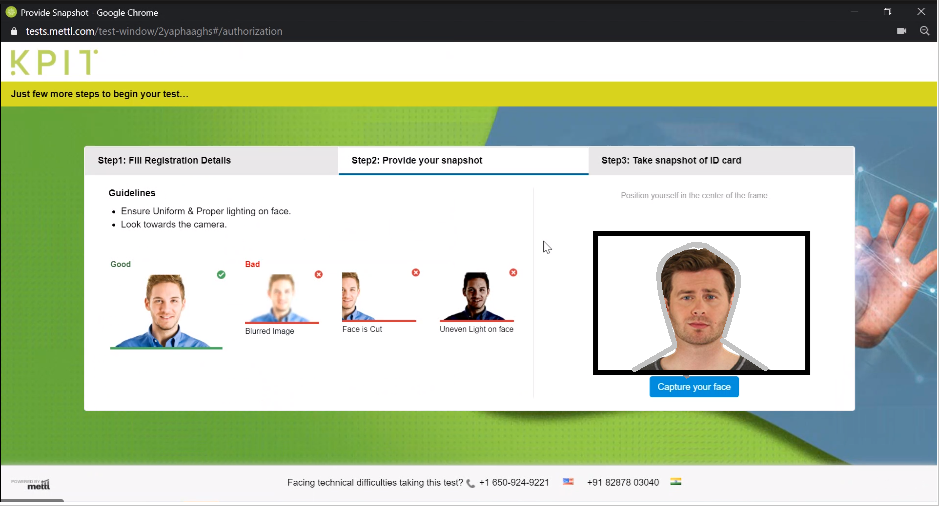 Provide Snapshot - Google Chrome
tests.mettl.com/test-window/2yaphaaghs#/authorization
KPIT
Just few more steps to begin your test...
Step1: Fill Registration Details
Step2: Provide your snapshot
Step3: Take snapshot of ID card
Guidelines
Ensure Uniform & Proper lighting on face.
Look towards the camera.
Good
Bad
Blurred Image
Face is Cut
Uneven Light on face
Position yourself in the center of the frame
Capture your face
POWERED BY
mettl
Facing technical difficulties taking this test? +1 650-924-9221 +91 82878 03040